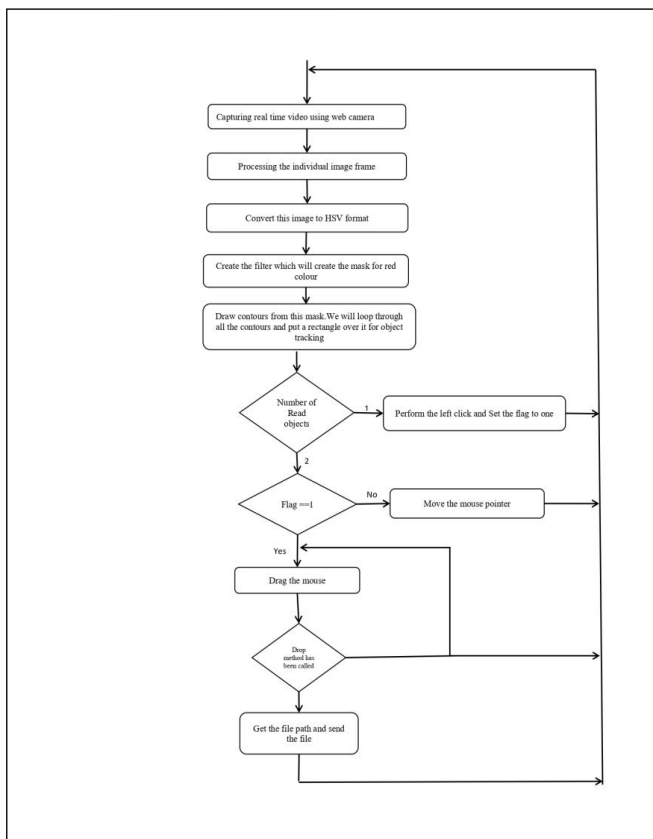 Capturing real time video using web camera
Processing the individual image frame
Convert this image to HSV format
Create the filter which will create the mask for red
colour
Draw contours from this mask.We will loop through
all the contours and put a rectangle over it for object
tracking
Number of
Read
objects
1
Perform the left click and Set the flag to one
2
Flag ==1
No
Move the mouse pointer
Yes
Drag the mouse
Drop
method has
been called
Get the file path and send
the file